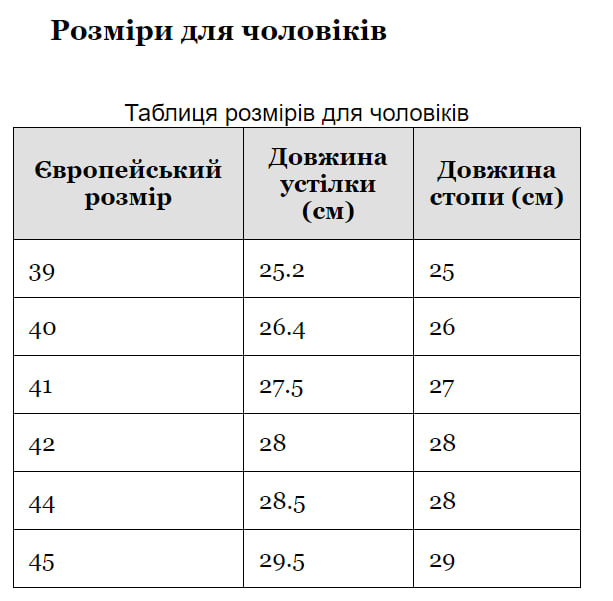 Розміри для чоловіків
Таблиця розмірів для чоловіків
Європейський розмір | Довжина устілки (см) | Довжина стопи (см)
39 | 25.2 | 25
40 | 26.4 | 26
41 | 27.5 | 27
42 | 28 | 28
44 | 28.5 | 28
45 | 29.5 | 29